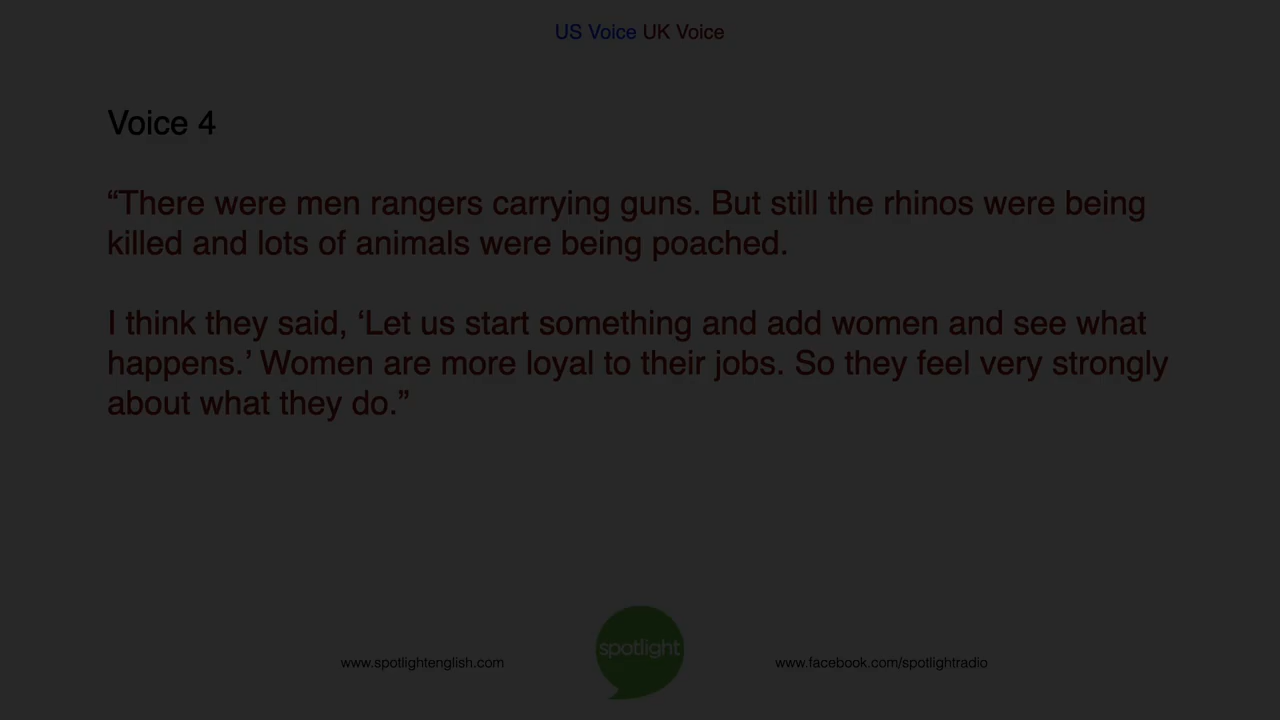 US Voice UK Voice
Voice 4
“There were men rangers carrying guns. But still the rhinos were being
killed and lots of animals were being poached.
I think they said, ‘Let us start something and add women and see what
happens.’ Women are more loyal to their jobs. So they feel very strongly
about what they do.”
spotlight
www.spotlightenglish.com
www.facebook.com/spotlightradio